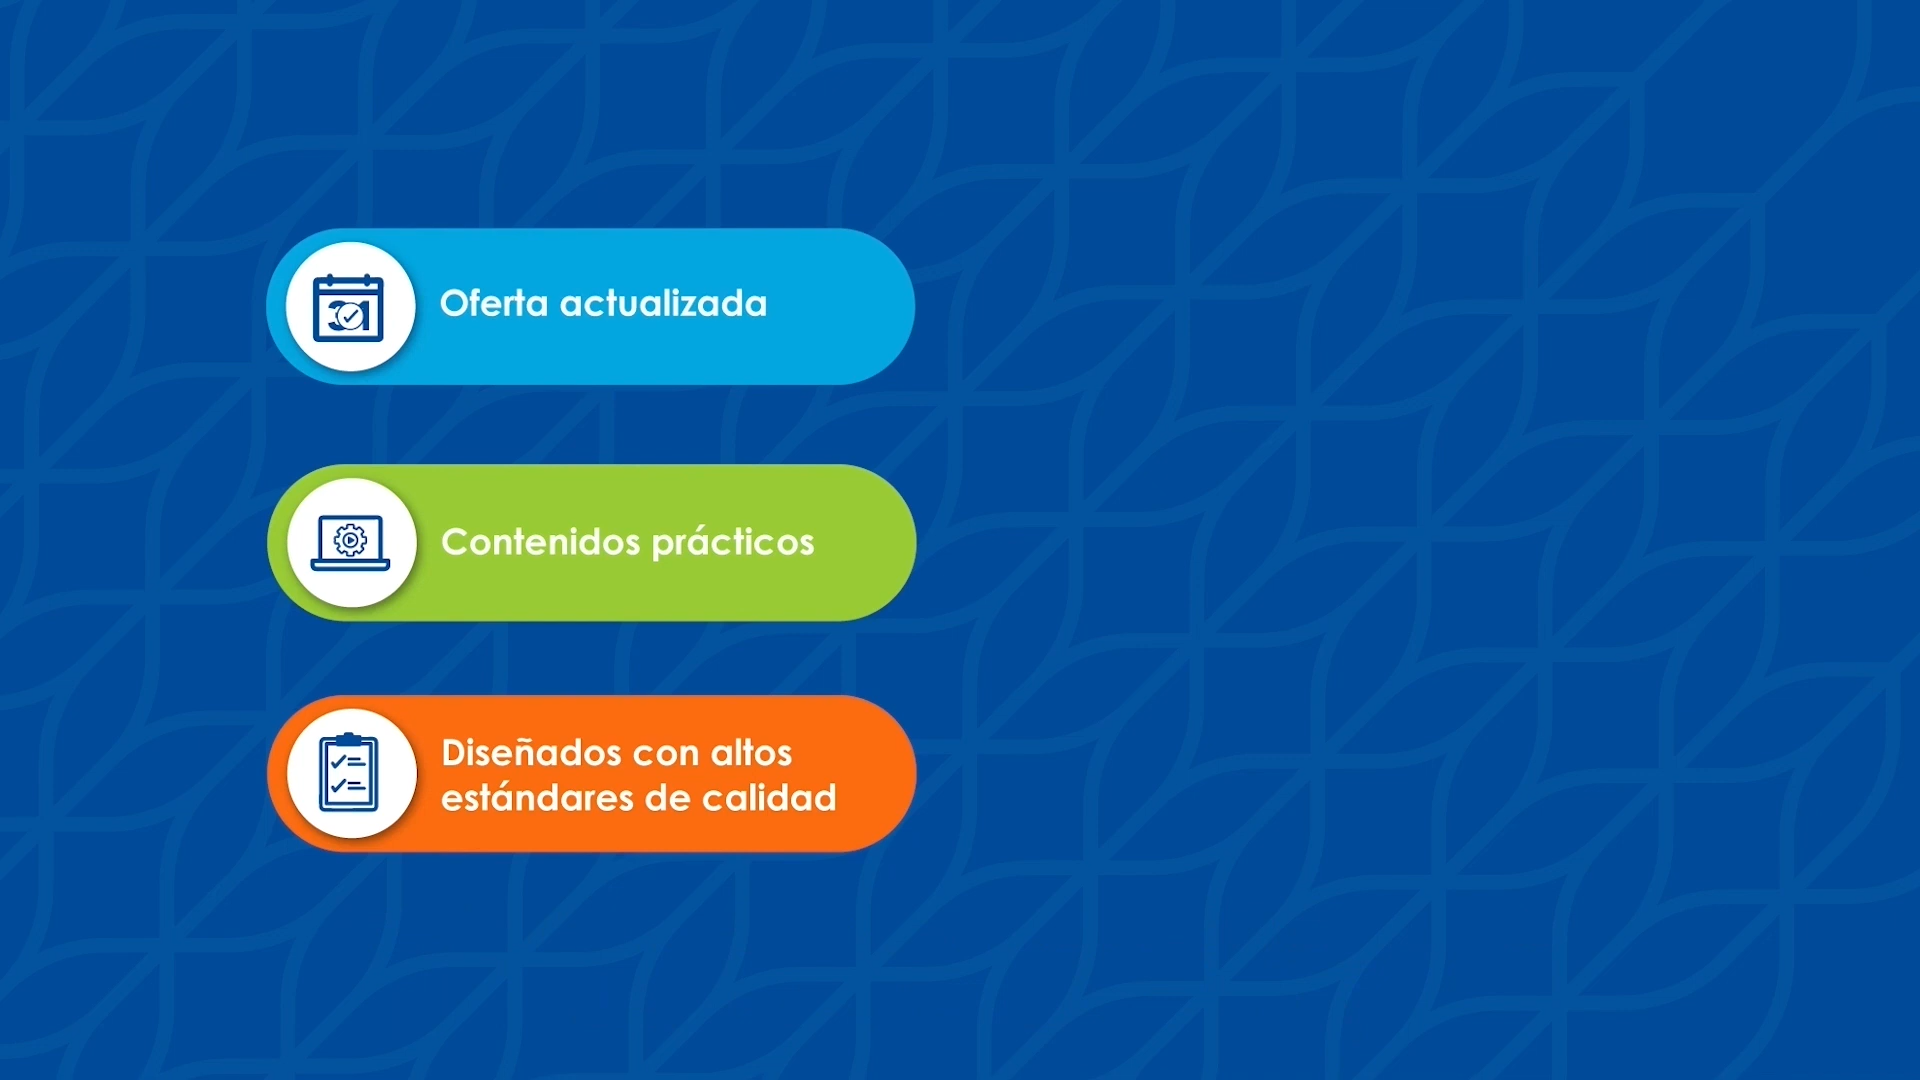 Oferta actualizada
Contenidos prácticos
Diseñados con altos
estándares de calidad